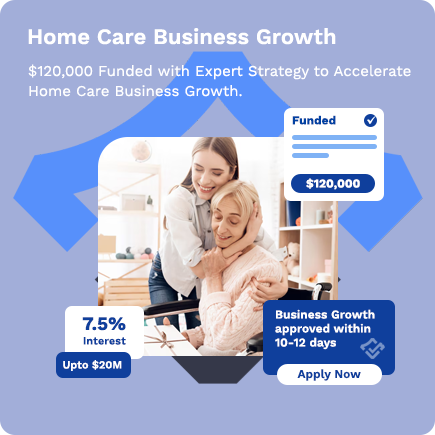 Home Care Business Growth
$120,000 Funded with Expert Strategy to Accelerate
Home Care Business Growth.
Funded
$120,000
7.5%
Interest
Upto $20M
Business Growth
approved within
10-12 days
Apply Now